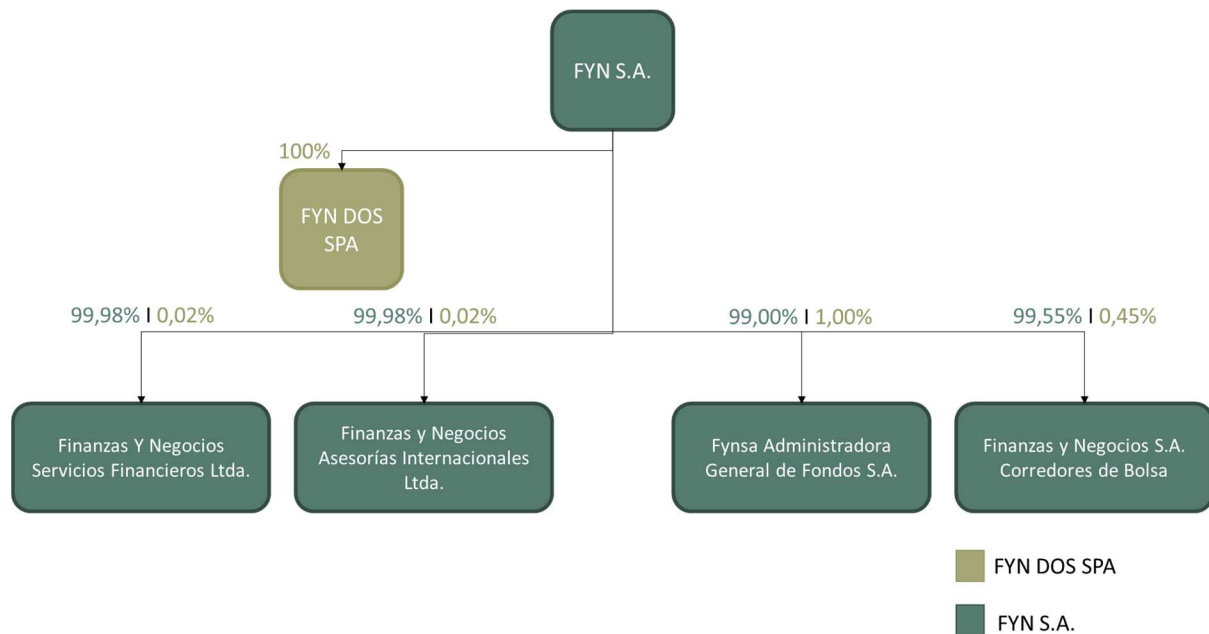 FYN S.A.
100%
FYN DOS
SPA
99,98% I 0,02%
99,98% I 0,02%
99,00% I 1,00%
99,55% I 0,45%
Finanzas Y Negocios
Servicios Financieros Ltda.
Finanzas y Negocios
Asesorías Internacionales
Ltda.
Fynsa Administradora
General de Fondos S.A.
Finanzas y Negocios S.A.
Corredores de Bolsa
FYN DOS SPA
FYN S.A.